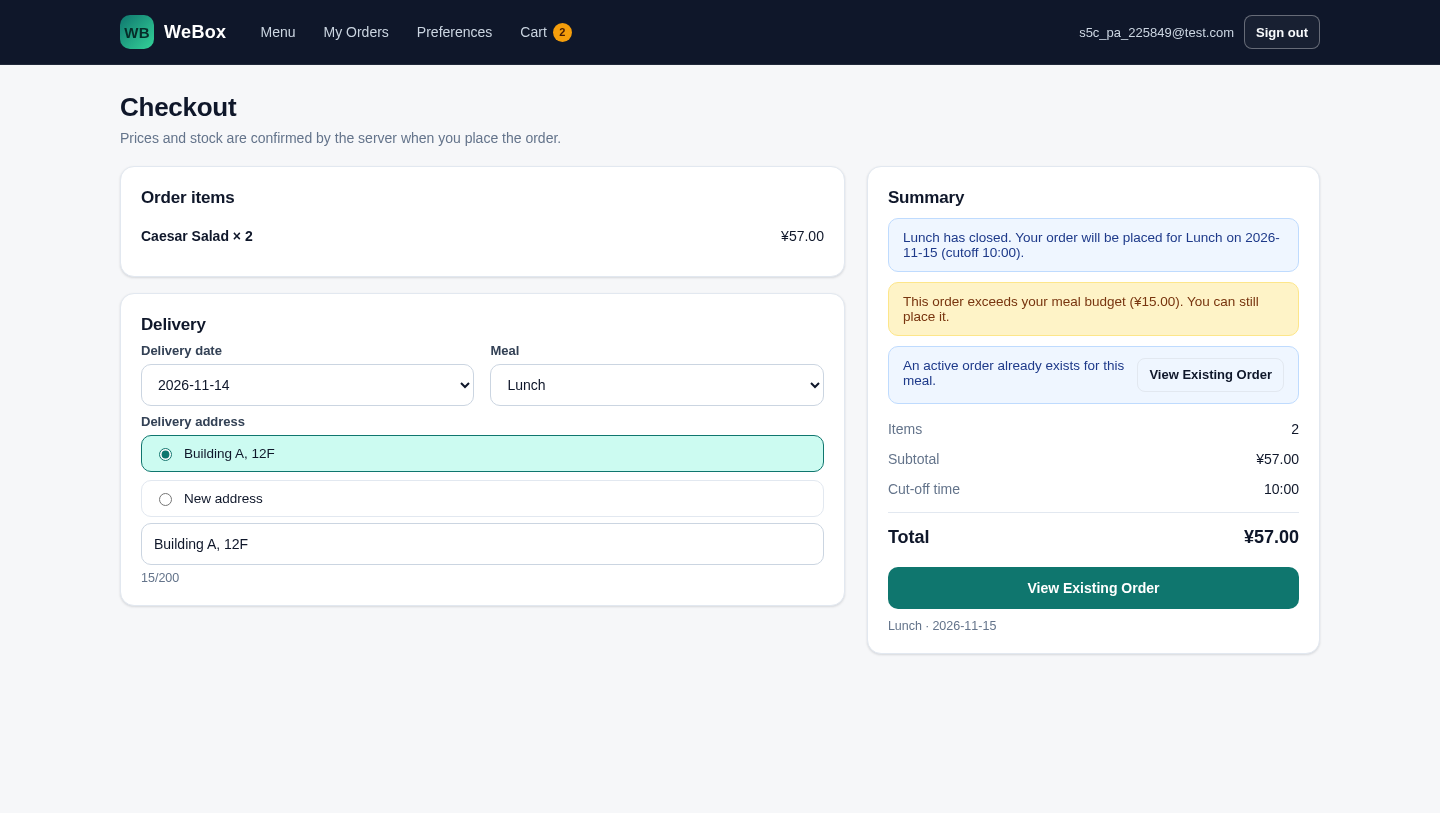 WB WeBox Menu My Orders Preferences Cart 2 s5c_pa_225849@test.com Sign out
Checkout
Prices and stock are confirmed by the server when you place the order.
Order items
Caesar Salad × 2 ¥57.00
Delivery
Delivery date Meal
2026-11-14 Lunch
Delivery address
Building A, 12F
New address
Building A, 12F
15/200
Summary
Lunch has closed. Your order will be placed for Lunch on 2026-
11-15 (cutoff 10:00).
This order exceeds your meal budget (¥15.00). You can still
place it.
An active order already exists for this
meal.
View Existing Order
Items 2
Subtotal ¥57.00
Cut-off time 10:00
Total ¥57.00
View Existing Order
Lunch · 2026-11-15